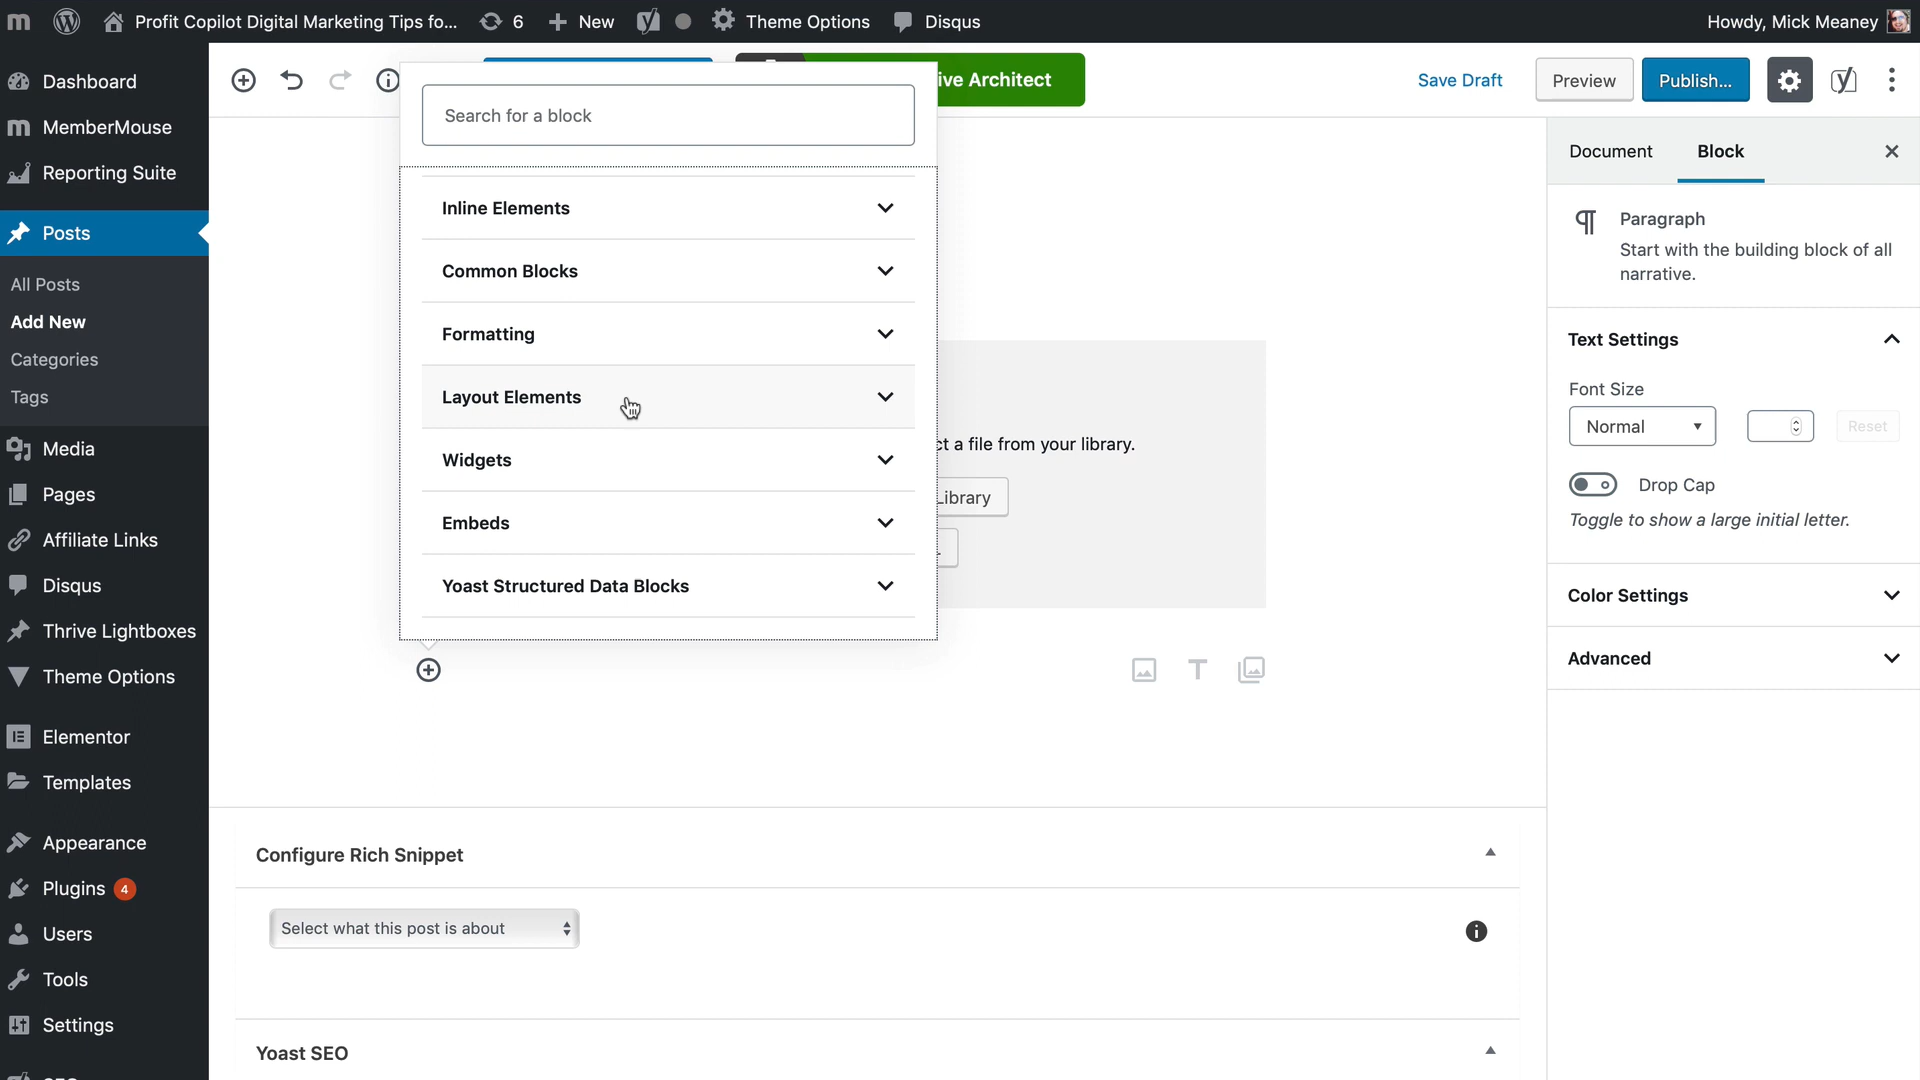 Profit Copilot Digital Marketing Tips fo...
6
New
Theme Options
Disqus
Howdy, Mick Meaney
Dashboard
MemberMouse
Reporting Suite
Posts
All Posts
Add New
Categories
Tags
Media
Pages
Affiliate Links
Disqus
Thrive Lightboxes
Theme Options
Elementor
Templates
Appearance
Plugins 4
Users
Tools
Settings
ive Architect
Save Draft
Preview
Publish...
Search for a block
Inline Elements
Common Blocks
Formatting
Layout Elements
Widgets
Embeds
Yoast Structured Data Blocks
ct a file from your library.
Library
Configure Rich Snippet
Select what this post is about
Yoast SEO
Document
Block
Paragraph
Start with the building block of all
narrative.
Text Settings
Font Size
Normal
Reset
Drop Cap
Toggle to show a large initial letter.
Color Settings
Advanced